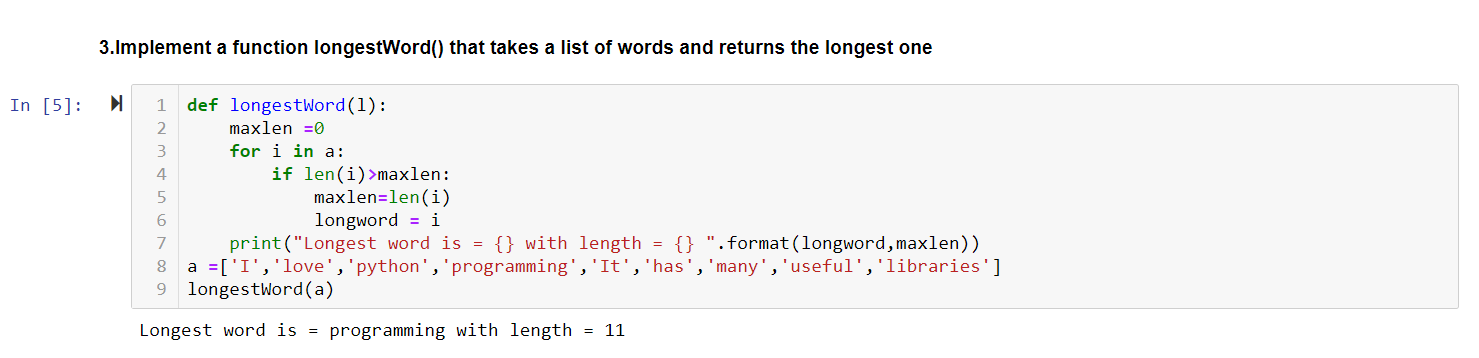 3.Implement a function longestWord() that takes a list of words and returns the longest one
In [5]:
1 def longestWord(l):
2     maxlen =0
3     for i in a:
4         if len(i)>maxlen:
5             maxlen=len(i)
6             longword = i
7     print("Longest word is = {} with length = {} ".format(longword,maxlen))
8 a =['I','love','python','programming','It','has','many','useful','libraries']
9 longestWord(a)
Longest word is = programming with length = 11